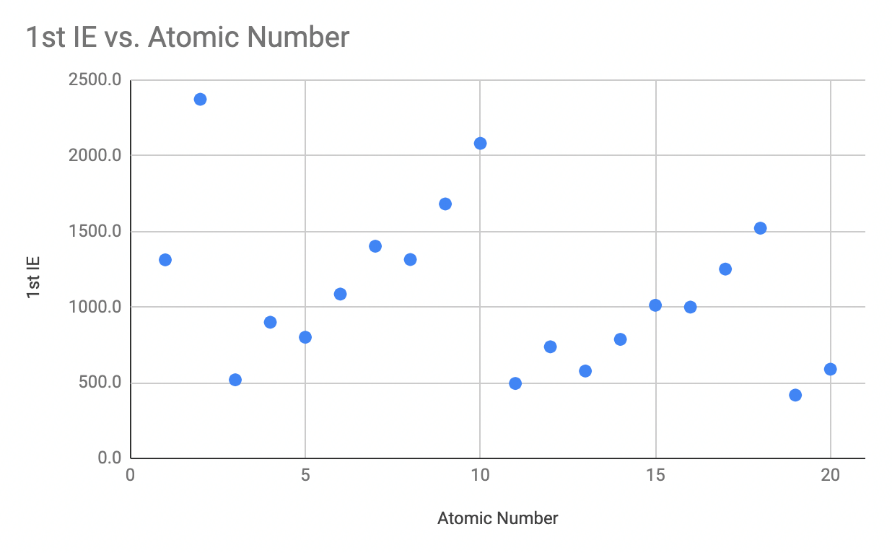 1st IE vs. Atomic Number
2500.0
2000.0
1500.0
1000.0
500.0
0.0
1st IE
0 5 10 15 20
Atomic Number